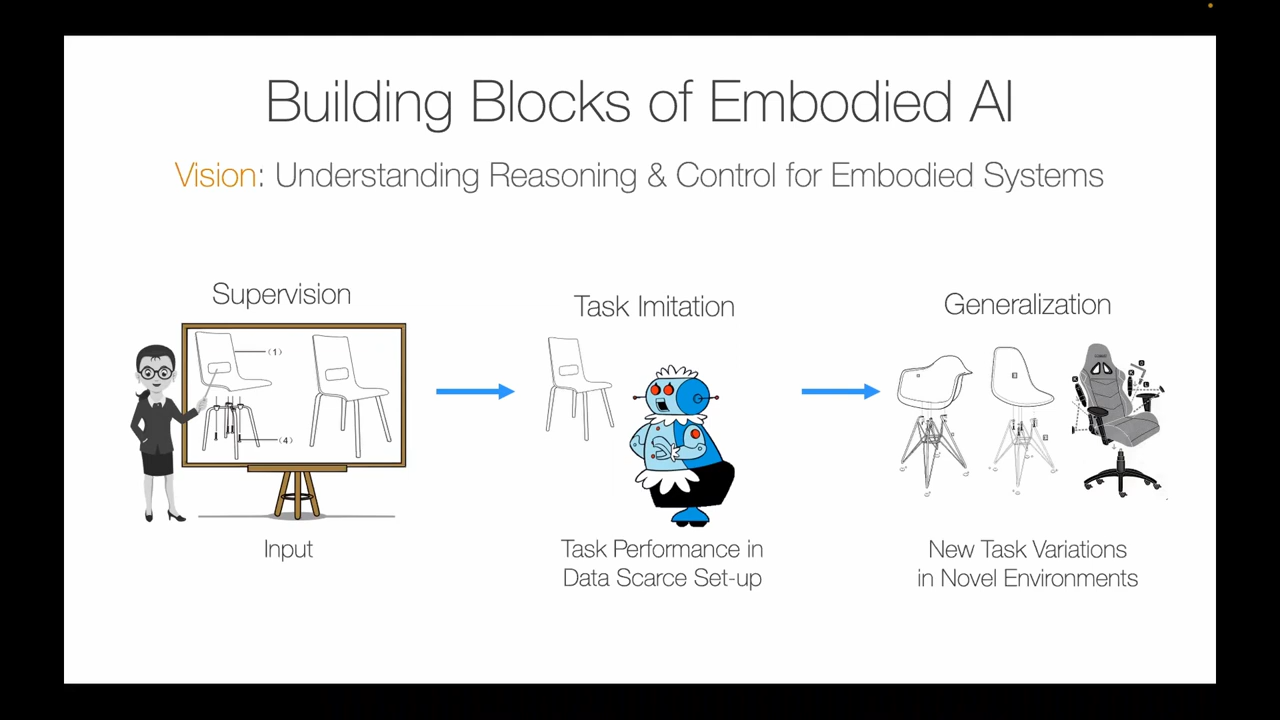 Building Blocks of Embodied AI
Vision: Understanding Reasoning & Control for Embodied Systems
Supervision
(1)
(4)
Input
Task Imitation
Task Performance in
Data Scarce Set-up
Generalization
New Task Variations
in Novel Environments